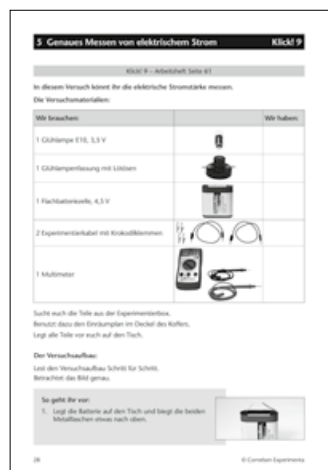 5 Genaues Messen von elektrischem Strom Klick! 9
Klick! 9 – Arbeitsheft Seite 61
In diesem Versuch könnt ihr die elektrische Stromstärke messen.
Die Versuchsmaterialien:
Wir brauchen: Wir haben:
1 Glühlampe E10, 3,5 V
1 Glühlampenfassung mit Lötösen
1 Flachbatteriezelle, 4,5 V
2 Experimentierkabel mit Krokodilklemmen
1 Multimeter
Sucht euch die Teile aus der Experimentierbox.
Benutzt dazu den Einräumplan im Deckel des Koffers.
Legt alle Teile vor euch auf den Tisch.
Der Versuchsaufbau:
Lest den Versuchsaufbau Schritt für Schritt.
Betrachtet das Bild genau.
So geht ihr vor:
1. Legt die Batterie auf den Tisch und biegt die beiden
Metallaschen etwas nach oben.
28 © Cornelsen Experimenta